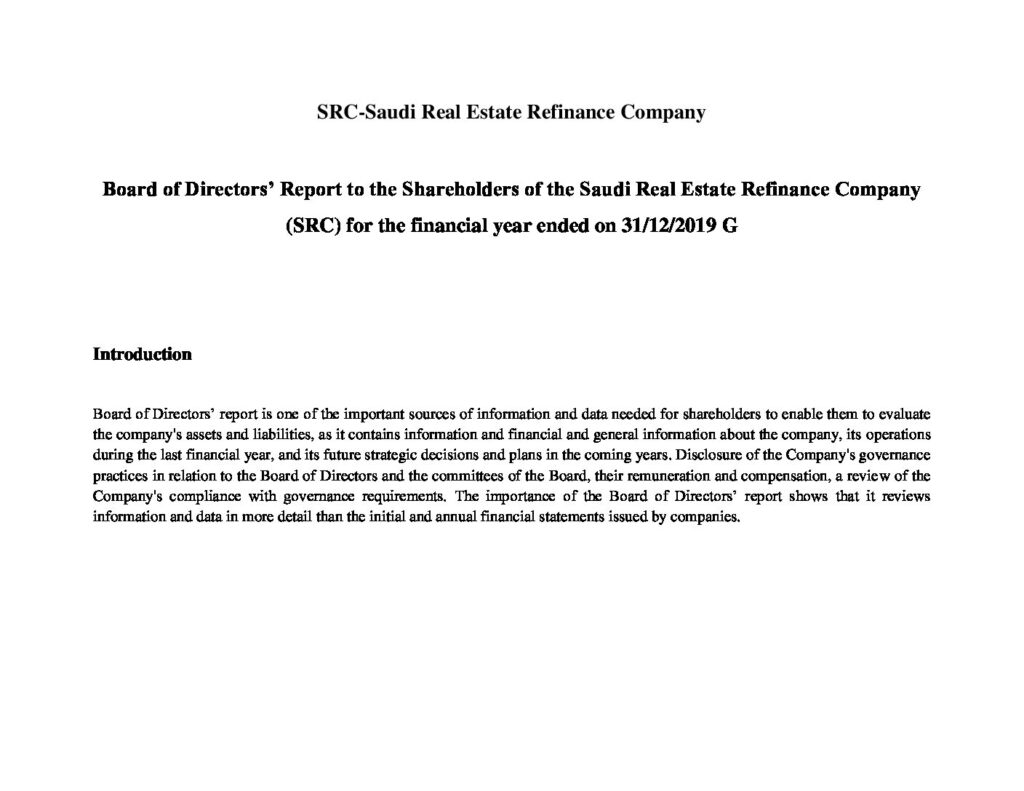 SRC-Saudi Real Estate Refinance Company
Board of Directors’ Report to the Shareholders of the Saudi Real Estate Refinance Company
(SRC) for the financial year ended on 31/12/2019 G
Introduction
Board of Directors’ report is one of the important sources of information and data needed for shareholders to enable them to evaluate
the company's assets and liabilities, as it contains information and financial and general information about the company, its operations
during the last financial year, and its future strategic decisions and plans in the coming years. Disclosure of the Company's governance
practices in relation to the Board of Directors and the committees of the Board, their remuneration and compensation, a review of the
Company's compliance with governance requirements. The importance of the Board of Directors’ report shows that it reviews
information and data in more detail than the initial and annual financial statements issued by companies.